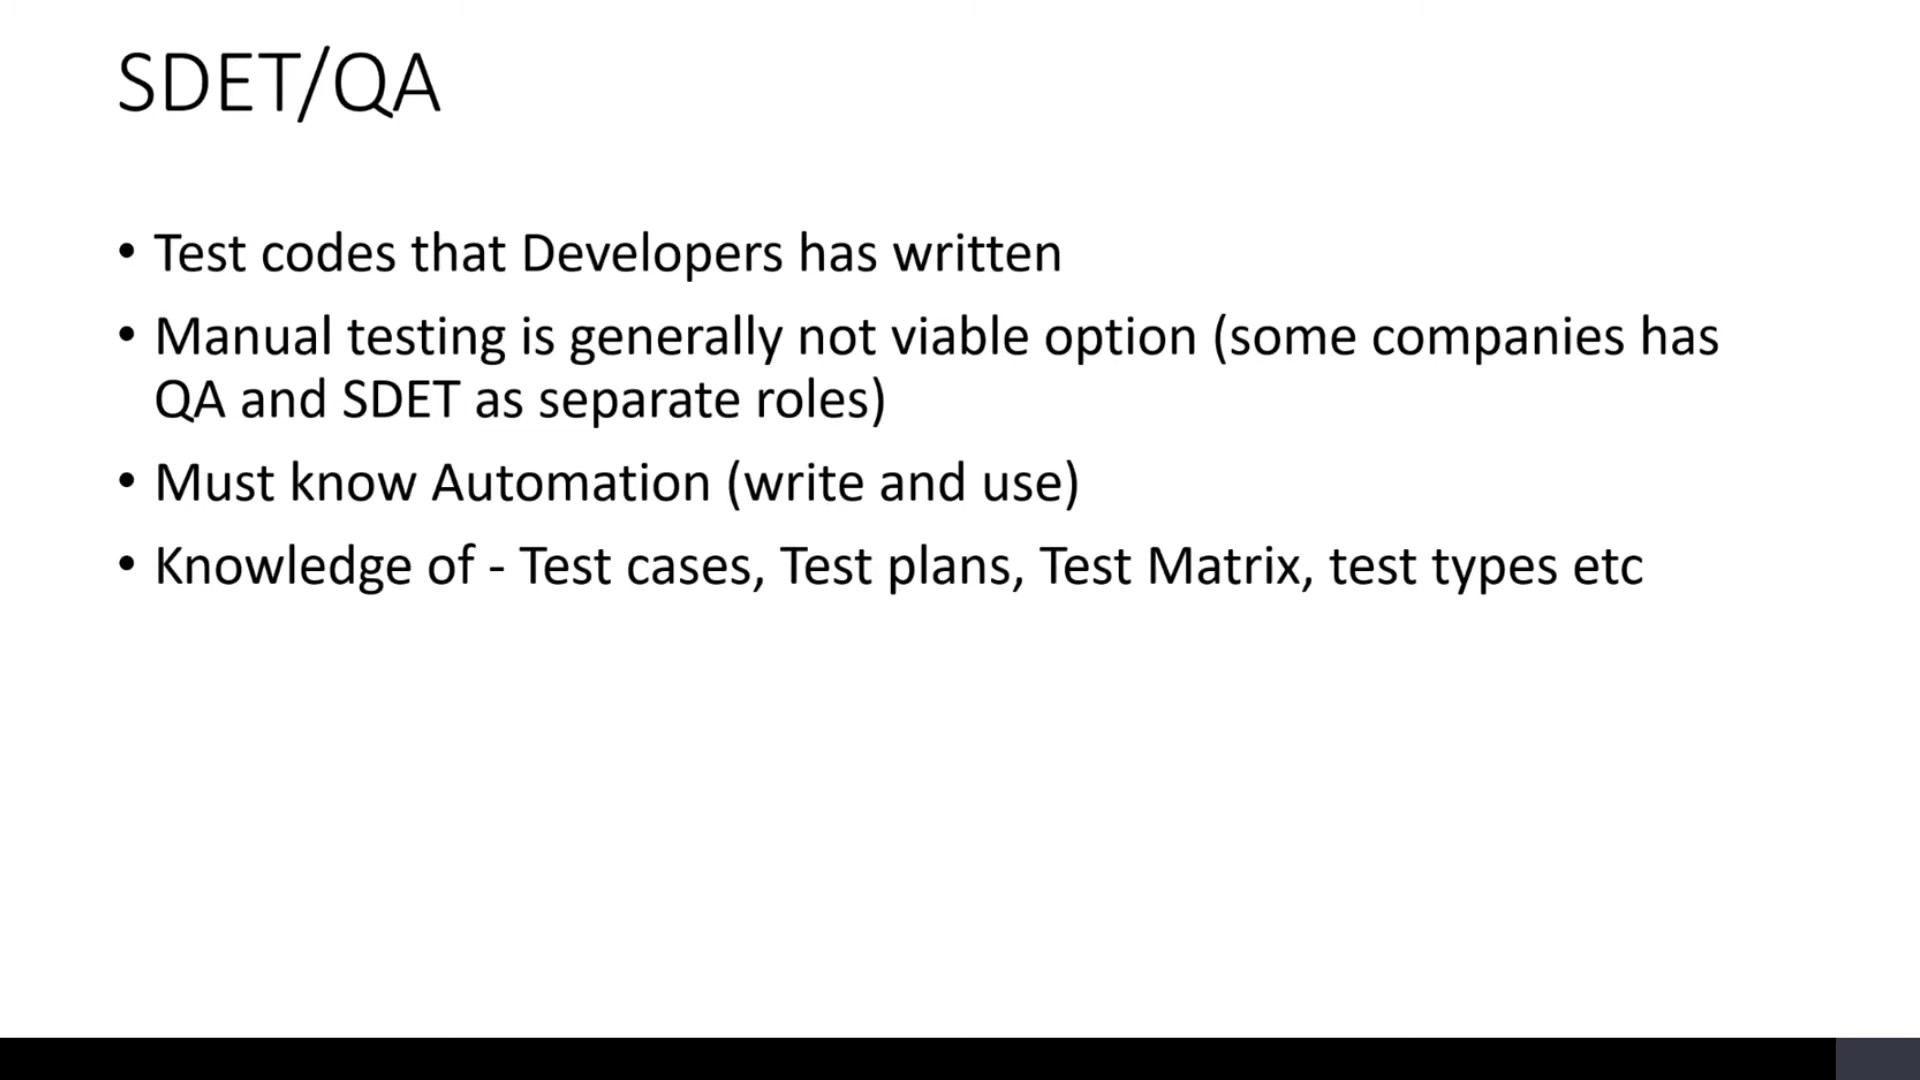 SDET/QA
• Test codes that Developers has written
• Manual testing is generally not viable option (some companies has
QA and SDET as separate roles)
• Must know Automation (write and use)
• Knowledge of - Test cases, Test plans, Test Matrix, test types etc